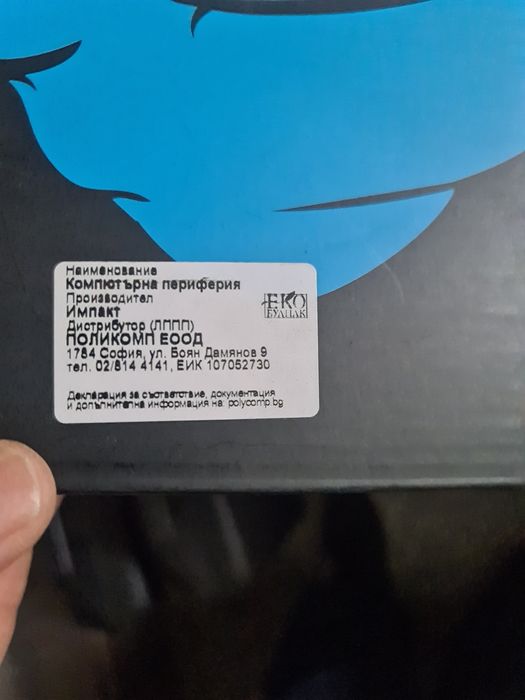 Наименование
Компютърна периферия
Производител
Импакт
Дистрибутор (ЛППП)
ПОЛИКОМП ЕООД
1784 София, ул. Боян Дамянов 9
тел. 02/814 4141, ЕИК 107052730
Декларация за съответствие, документация
и допълнителна информация на: polycomp.bg
ЕКО
БУЛПАК